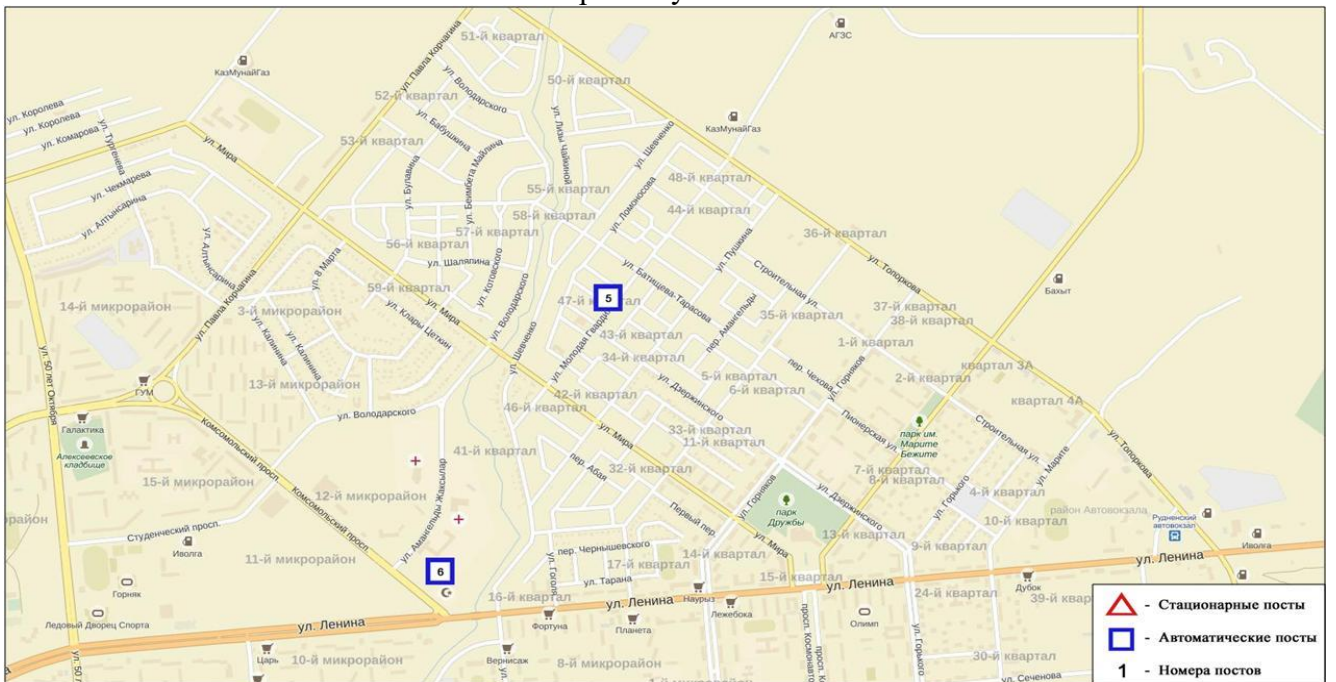 51-й квартал
АГЗС
КазМунайГаз
ул. Павла Корчагина
50-й квартал
52-й квартал
ул. Володарского
ул. Королева
ул. Королева
ул. Комарова
ул. Тургенева
ул. Мира
53-й квартал
ул. Бабушкина
ул. Лизы Чайкиной
ул. Шевченко
КазМунайГаз
ул. Чекмарева
ул. Булавина
ул. Беимбета Майлина
55-й квартал
ул. Ломоносова
48-й квартал
ул. Алтынсарина
44-й квартал
58-й квартал
57-й квартал
36-й квартал
56-й квартал
ул. Пушкина
ул. Топоркова
ул. Алтынсарина
ул. 8 Марта
ул. Шаляпина
ул. Котовского
ул. Батищева-Тарасова
Строительная ул.
Бахыт
59-й квартал
14-й микрорайон
3-й микрорайон
ул. Павла Корчагина
ул. Клары Цеткин
ул. Мира
ул. Володарского
47-й квартал
5
37-й квартал
38-й квартал
35-й квартал
пер. Амангельды
ул. Калинина
ул. Калинина
ул. Шевченко
ул. Молодая Гвардия
43-й квартал
1-й квартал
34-й квартал
ул. 50 лет Октября
13-й микрорайон
5-й квартал
6-й квартал
пер. Чехова
ул. Горняков
2-й квартал
квартал 3А
ГУМ
42-й квартал
46-й квартал
ул. Дзержинского
квартал 4А
ул. Володарского
Галактика
Комсомольский просп.
Алексеевское
кладбище
33-й квартал
11-й квартал
Пионерская ул.
парк им.
Марите
Бежите
Строительная ул.
ул. Топоркова
41-й квартал
ул. Мира
ул. Марите
15-й микрорайон
12-й микрорайон
Комсомольский просп.
ул. Амангельды Жаксылар
пер. Абая
32-й квартал
7-й квартал
8-й квартал
ул. Горького
4-й квартал
ул. Горняков
парк
Дружбы
ул. Дзержинского
район Автовокзала
10-й квартал
Рудненский
автовокзал
Студенческий просп.
Иволга
Первый пер.
13-й квартал
9-й квартал
Иволга
11-й микрорайон
пер. Чернышевского
ул. Мира
14-й квартал
ул. Ленина
6
ул. Гоголя
17-й квартал
ул. Тарана
15-й квартал
ул. Ленина
Горняк
16-й квартал
ул. Ленина
Наурыз
Дубок
24-й квартал
39-й квар
Ледовый Дворец Спорта
ул. Ленина
Фортуна
Планета
Лежебока
Олимп
Царь
10-й микрорайон
Вернисаж
8-й микрорайон
просп. Космонавтов
ул. Горького
30-й квартал
ул. Сеченова
- Стационарные посты
- Автоматические посты
1 - Номера постов